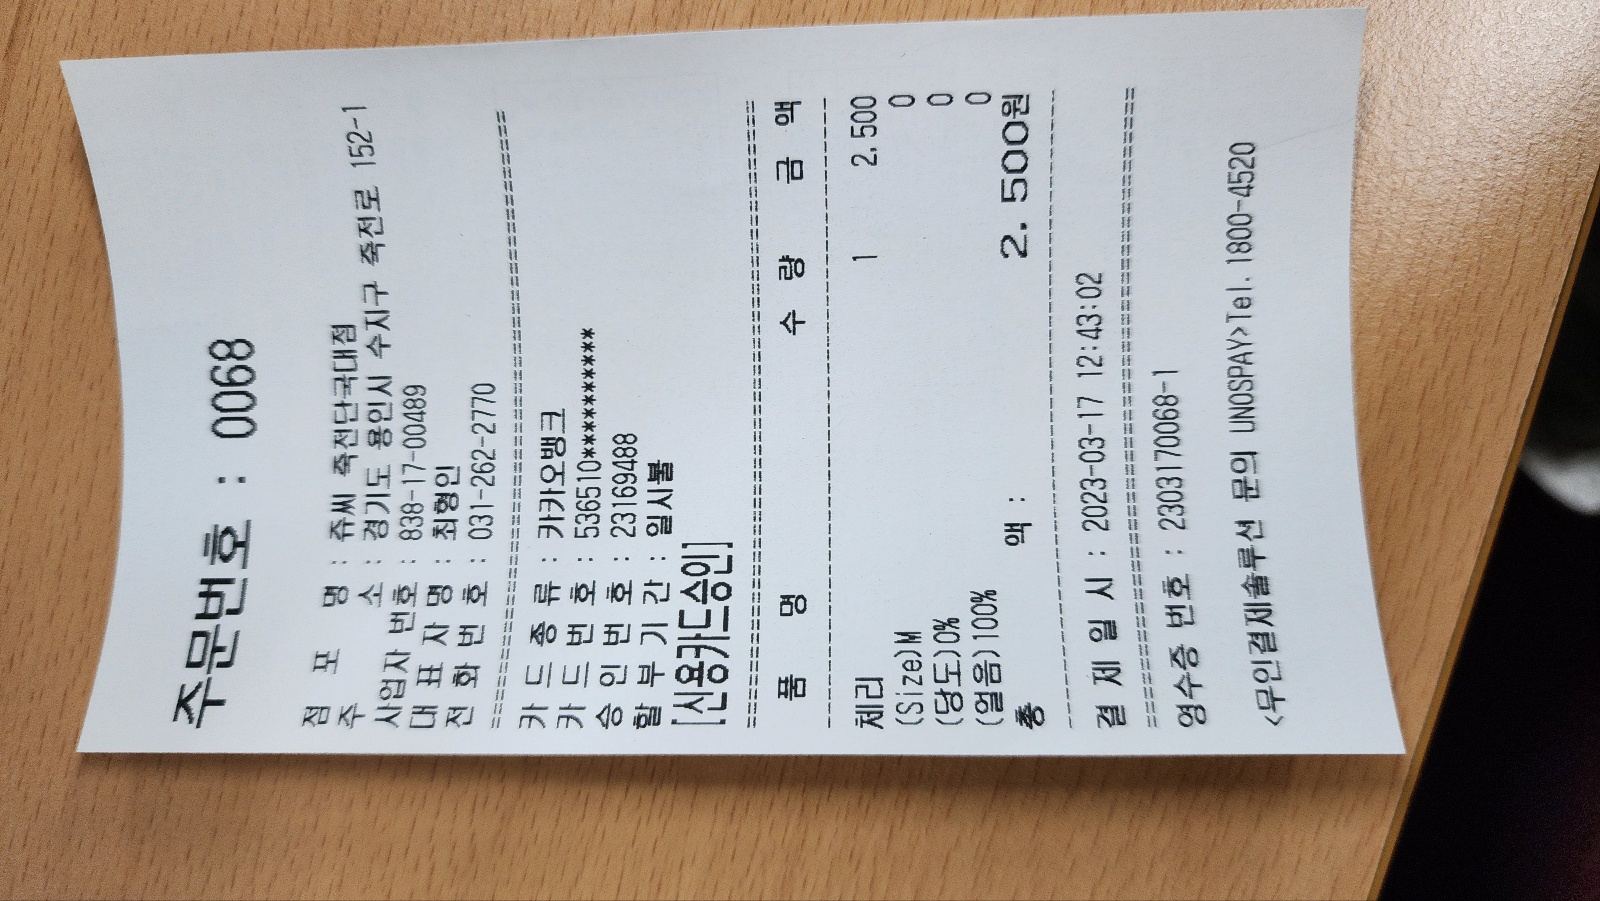 주문번호 : 0068
점 포 명 : 쥬씨 죽전단국대점
주 소 : 경기도 용인시 수지구 죽전로 152-1
사업자 번호 : 838-17-00489
대 표 자 명 : 최형인
전 화 번 호 : 031-262-2770
카 드 종 류 : 카카오뱅크
카 드 번 호 : 536510**********
승 인 번 호 : 23169488
할 부 기 간 : 일시불
[신용카드승인]
품 명 수 량 금 액
체리 1 2.500
(Size)M 0
(당도)0% 0
(얼음)100% 0
총 액 : 2.500원
결 제 일 시 : 2023-03-17 12:43:02
영수증 번호 : 2303170068-1
<무인결제솔루션 문의 UNOSPAY>Tel.1800-4520